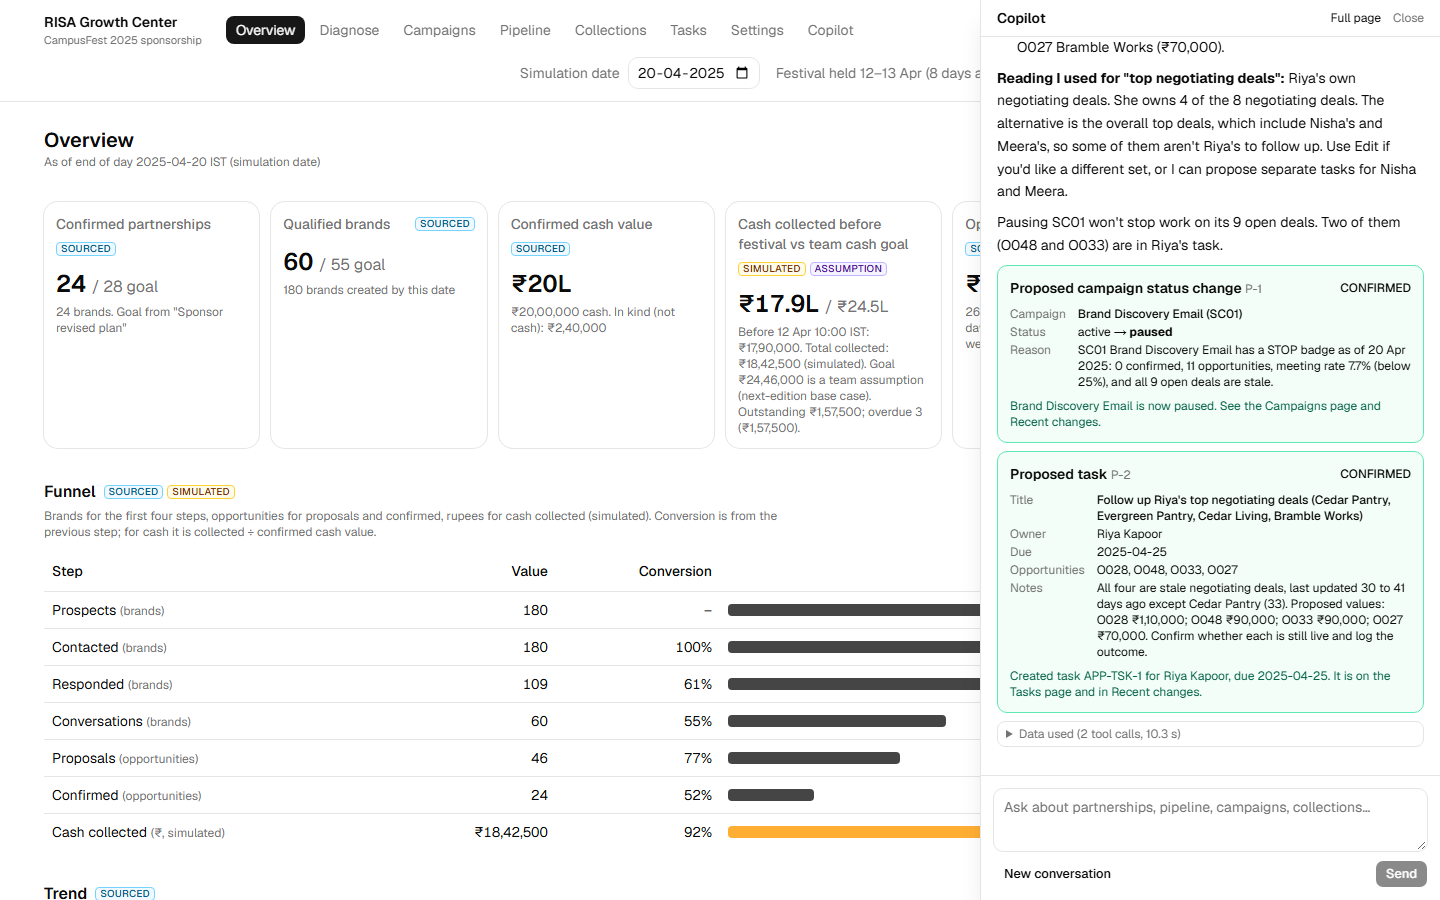 RISA Growth Center
CampusFest 2025 sponsorship
Overview
Diagnose
Campaigns
Pipeline
Collections
Tasks
Settings
Copilot
Simulation date
20-04-2025
Festival held 12–13 Apr (8 days a
Overview
As of end of day 2025-04-20 IST (simulation date)
Confirmed partnerships
SOURCED
24 / 28 goal
24 brands. Goal from "Sponsor
revised plan"
Qualified brands
SOURCED
60 / 55 goal
180 brands created by this date
Confirmed cash value
SOURCED
₹20L
₹20,00,000 cash. In kind (not
cash): ₹2,40,000
Cash collected before
festival vs team cash goal
SIMULATED ASSUMPTION
₹17.9L / ₹24.5L
Before 12 Apr 10:00 IST:
₹17,90,000. Total collected:
₹18,42,500 (simulated). Goal
₹24,46,000 is a team assumption
(next-edition base case).
Outstanding ₹1,57,500; overdue 3
(₹1,57,500).
Op
SC
₹
26
da
we
Funnel SOURCED SIMULATED
Brands for the first four steps, opportunities for proposals and confirmed, rupees for cash collected (simulated). Conversion is from the
previous step; for cash it is collected ÷ confirmed cash value.
Step Value Conversion
Prospects (brands) 180 –
Contacted (brands) 180 100%
Responded (brands) 109 61%
Conversations (brands) 60 55%
Proposals (opportunities) 46 77%
Confirmed (opportunities) 24 52%
Cash collected (₹, simulated) ₹18,42,500 92%
Trend SOURCED
Copilot
Full page Close
O027 Bramble Works (₹70,000).
Reading I used for "top negotiating deals": Riya's own
negotiating deals. She owns 4 of the 8 negotiating deals. The
alternative is the overall top deals, which include Nisha's and
Meera's, so some of them aren't Riya's to follow up. Use Edit if
you'd like a different set, or I can propose separate tasks for Nisha
and Meera.
Pausing SC01 won't stop work on its 9 open deals. Two of them
(O048 and O033) are in Riya's task.
Proposed campaign status change P-1 CONFIRMED
Campaign Brand Discovery Email (SC01)
Status active → paused
Reason SC01 Brand Discovery Email has a STOP badge as of 20 Apr
2025: 0 confirmed, 11 opportunities, meeting rate 7.7% (below
25%), and all 9 open deals are stale.
Brand Discovery Email is now paused. See the Campaigns page and
Recent changes.
Proposed task P-2 CONFIRMED
Title Follow up Riya's top negotiating deals (Cedar Pantry,
Evergreen Pantry, Cedar Living, Bramble Works)
Owner Riya Kapoor
Due 2025-04-25
Opportunities O028, O048, O033, O027
Notes All four are stale negotiating deals, last updated 30 to 41
days ago except Cedar Pantry (33). Proposed values:
O028 ₹1,10,000; O048 ₹90,000; O033 ₹90,000; O027
₹70,000. Confirm whether each is still live and log the
outcome.
Created task APP-TSK-1 for Riya Kapoor, due 2025-04-25. It is on the
Tasks page and in Recent changes.
Data used (2 tool calls, 10.3 s)
Ask about partnerships, pipeline, campaigns, collections…
New conversation
Send